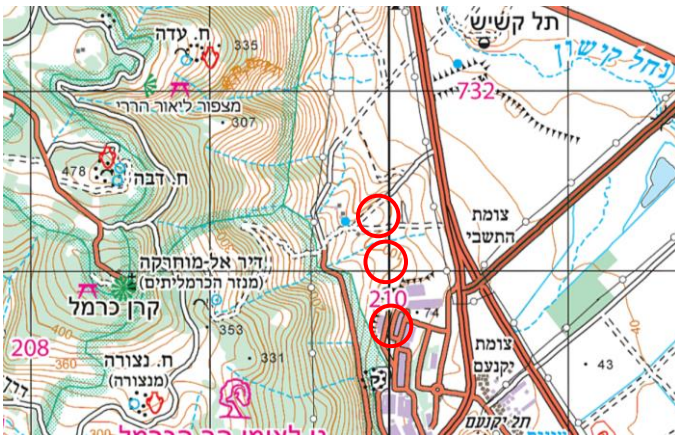 ח. עדה
335
תל קשיש
נחל קישון
מצפור ליאור הררי
732
307
478
ח. דבה
צומת
התשבי
דיר אל-מוחרקה
(מנזר הכרמליתים)
קרן כרמל
210
74
353
331
צומת
יקנעם
208
400
360
ח. נצורה
(מנצורה)
43
תל יקנעם
300